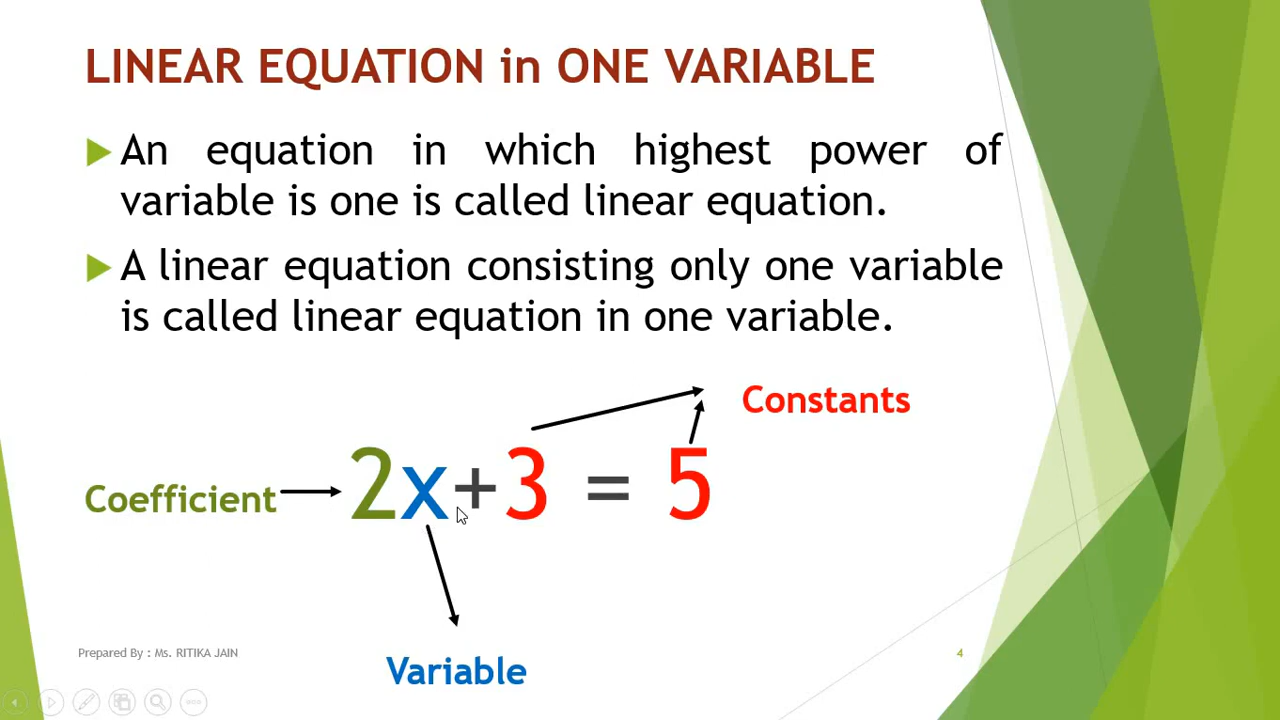 LINEAR EQUATION in ONE VARIABLE
An equation in which highest power of
variable is one is called linear equation.
A linear equation consisting only one variable
is called linear equation in one variable.
Constants
Coefficient
2x+3 = 5
Variable
Prepared By : Ms. RITIKA JAIN
4